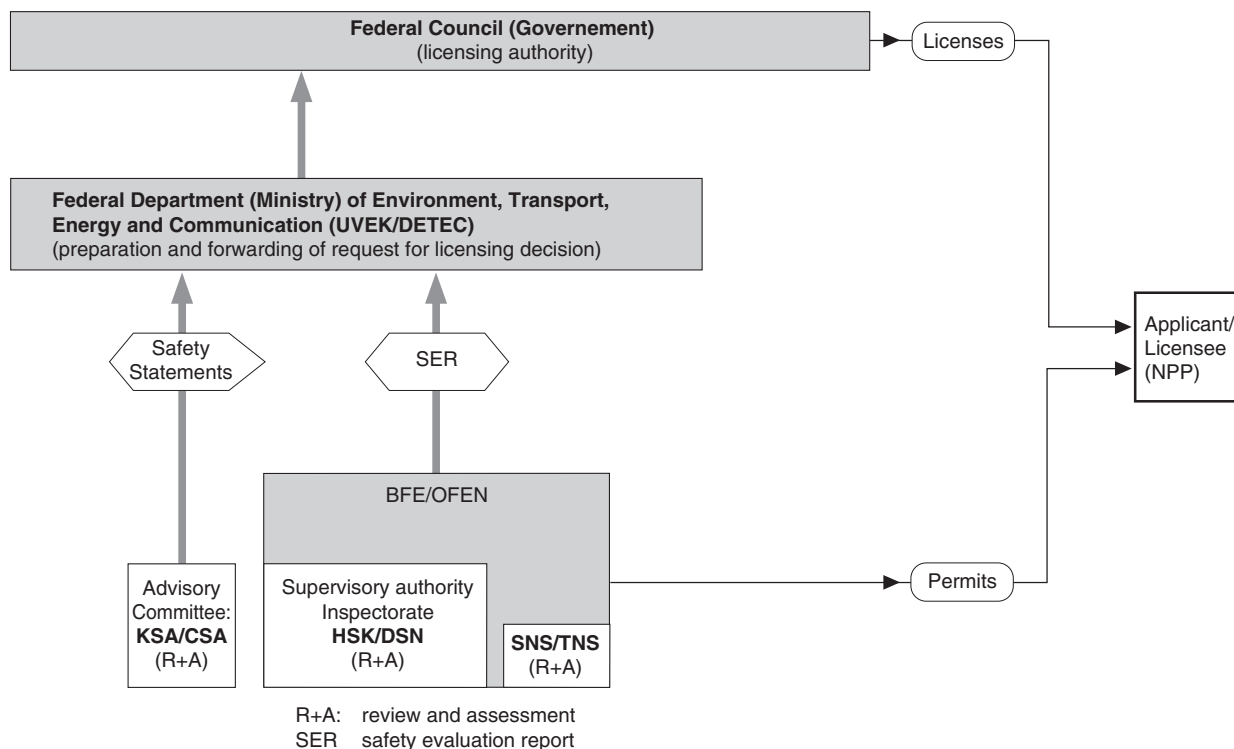 Federal Council (Governement)
(licensing authority)
Licenses
Federal Department (Ministry) of Environment, Transport,
Energy and Communication (UVEK/DETEC)
(preparation and forwarding of request for licensing decision)
Safety
Statements
SER
Applicant/
Licensee
(NPP)
BFE/OFEN
Advisory
Committee:
KSA/CSA
(R+A)
Supervisory authority
Inspectorate
HSK/DSN
(R+A)
SNS/TNS
(R+A)
Permits
R+A: review and assessment
SER safety evaluation report